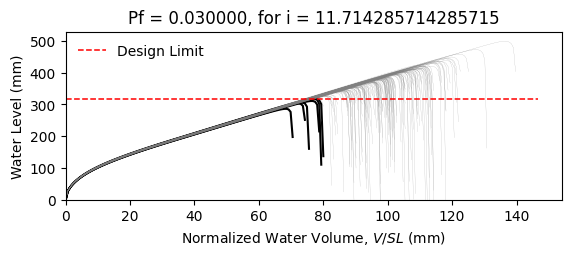 Pf = 0.030000, for i = 11.714285714285715
Design Limit
Water Level (mm)
500
400
300
200
100
0
0 20 40 60 80 100 120 140
Normalized Water Volume, V/SL (mm)